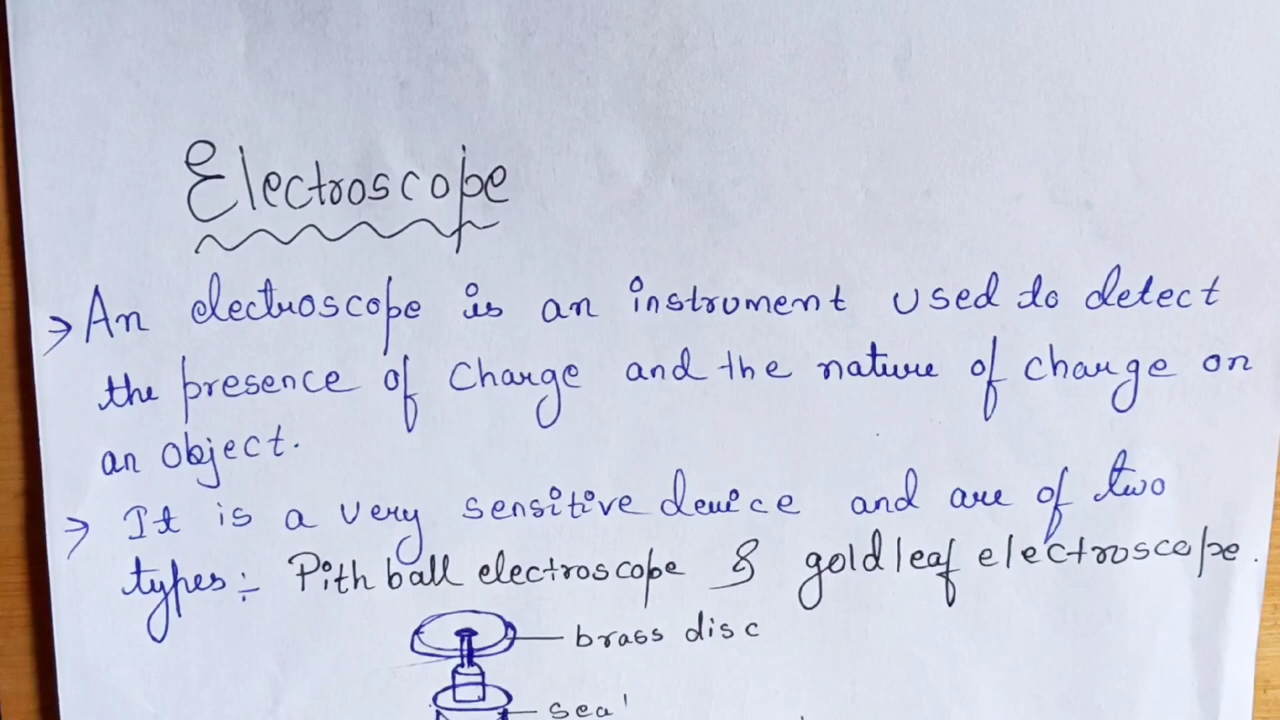 Electroscope
→ An electroscope is an instrument used to detect
the presence of Charge and the nature of charge on
an object.
→ It is a very sensitive device and are of two
types:- Pith ball electroscope & gold leaf electroscope.
brass disc
seal